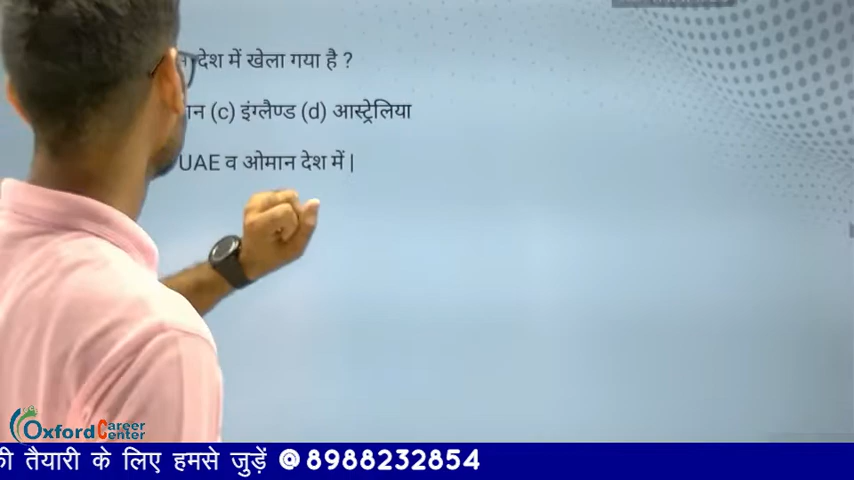 देश में खेला गया है ?
(c) इंग्लैण्ड (d) आस्ट्रेलिया
UAE व ओमान देश में |
Oxford Career Center
तैयारी के लिए हमसे जुड़ें @ 8988232854